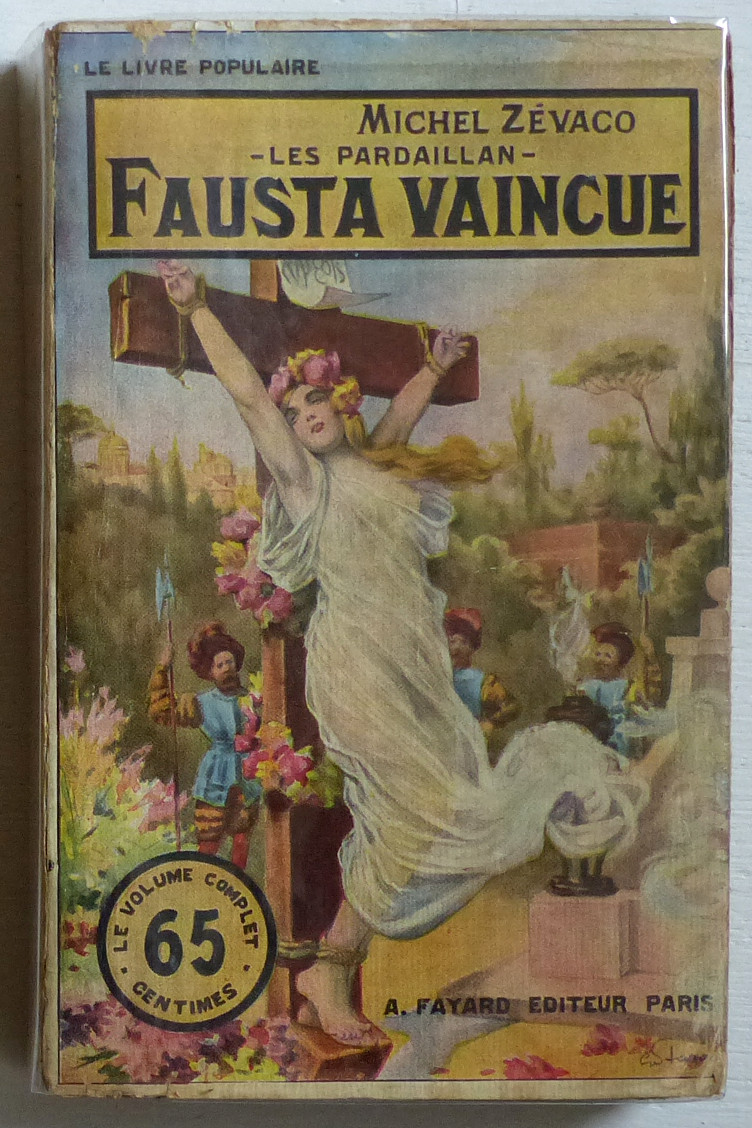 LE LIVRE POPULAIRE
MICHEL ZÉVACO
-LES PARDAILLAN-
FAUSTA VAINCUE
LE VOLUME COMPLET
65
CENTIMES
A. FAYARD EDITEUR PARIS